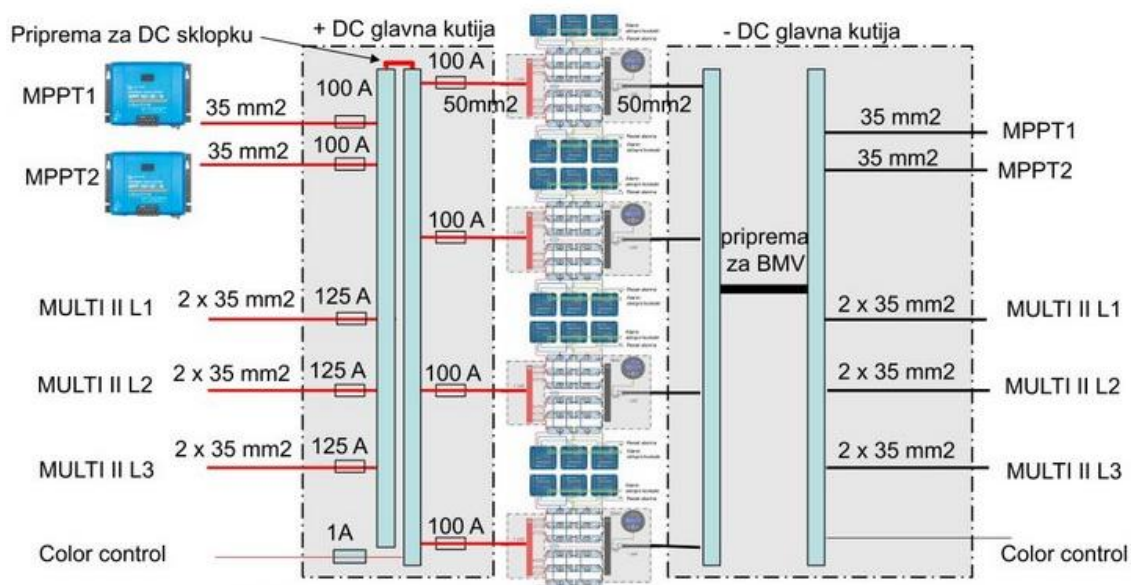 Priprema za DC sklopku
+ DC glavna kutija
- DC glavna kutija
MPPT1
35 mm2
100 A
100 A
50mm2
50mm2
35 mm2
MPPT1
MPPT2
35 mm2
100 A
35 mm2
MPPT2
100 A
priprema
za BMV
MULTI II L1
2 x 35 mm2
125 A
2 x 35 mm2
MULTI II L1
MULTI II L2
2 x 35 mm2
125 A
100 A
2 x 35 mm2
MULTI II L2
MULTI II L3
2 x 35 mm2
125 A
2 x 35 mm2
MULTI II L3
Color control
1A
100 A
Color control